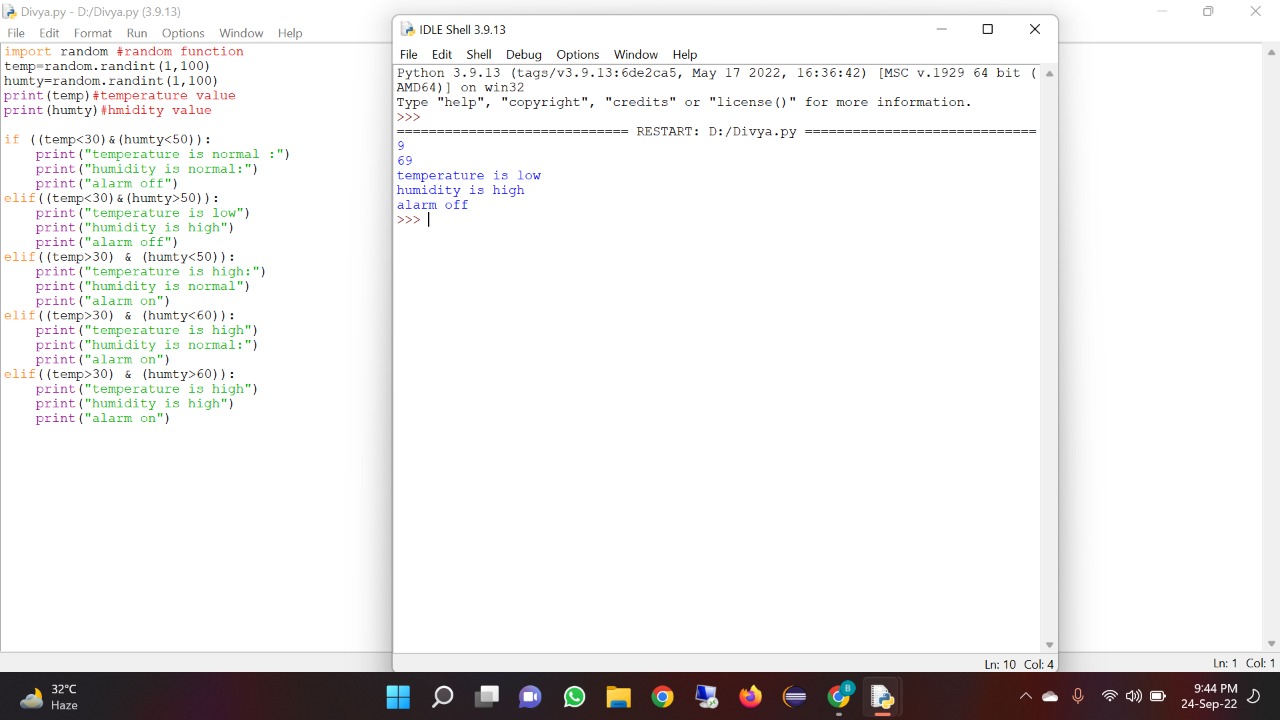 Divya.py - D:/Divya.py (3.9.13)
File Edit Format Run Options Window Help
import random #random function
temp=random.randint(1,100)
humty=random.randint(1,100)
print(temp)#temperature value
print(humty)#hmidity value
if ((temp<30)&(humty<50)):
    print("temperature is normal :")
    print("humidity is normal:")
    print("alarm off")
elif((temp<30)&(humty>50)):
    print("temperature is low")
    print("humidity is high")
    print("alarm off")
elif((temp>30) & (humty<50)):
    print("temperature is high:")
    print("humidity is normal")
    print("alarm on")
elif((temp>30) & (humty<60)):
    print("temperature is high")
    print("humidity is normal:")
    print("alarm on")
elif((temp>30) & (humty>60)):
    print("temperature is high")
    print("humidity is high")
    print("alarm on")
IDLE Shell 3.9.13
File Edit Shell Debug Options Window Help
Python 3.9.13 (tags/v3.9.13:6de2ca5, May 17 2022, 16:36:42) [MSC v.1929 64 bit (
AMD64)] on win32
Type "help", "copyright", "credits" or "license()" for more information.
>>>
============================= RESTART: D:/Divya.py =============================
9
69
temperature is low
humidity is high
alarm off
>>>
Ln: 10 Col: 4
Ln: 1 Col: 1
32°C
Haze
B
9:44 PM
24-Sep-22